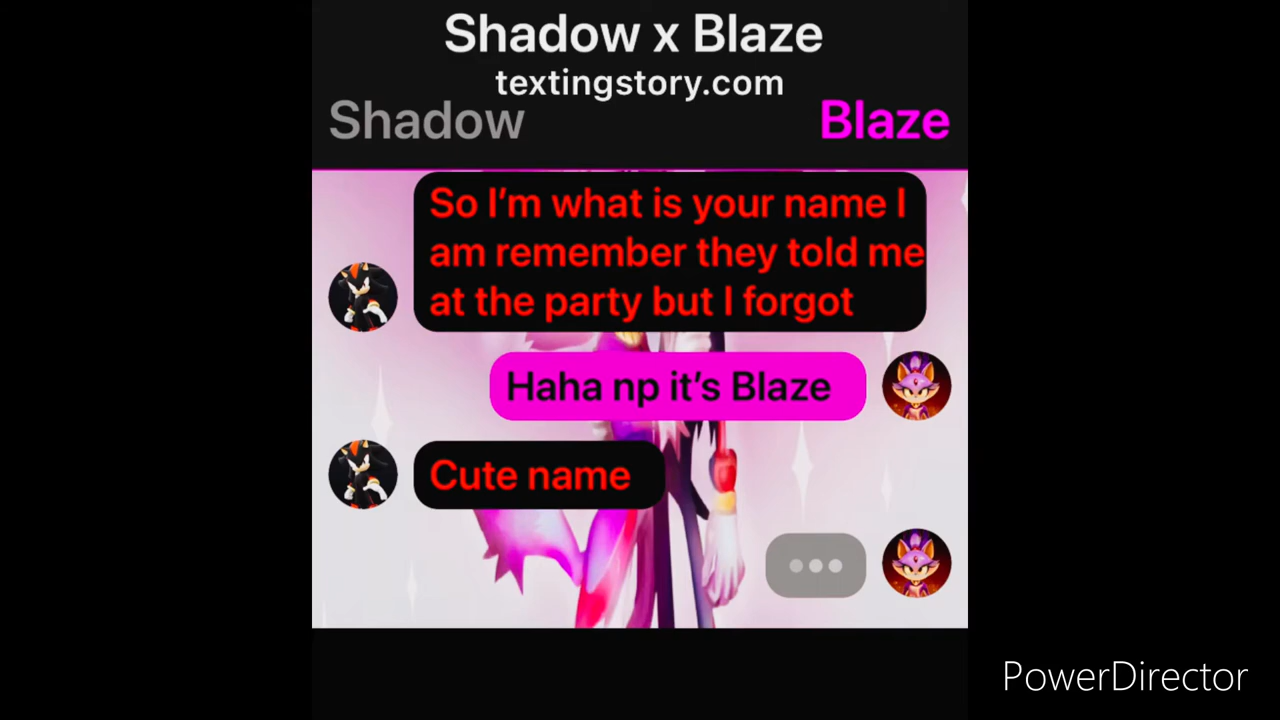 Shadow x Blaze
textingstory.com
Shadow
Blaze
So I’m what is your name I
am remember they told me
at the party but I forgot
Haha np it’s Blaze
Cute name
PowerDirector